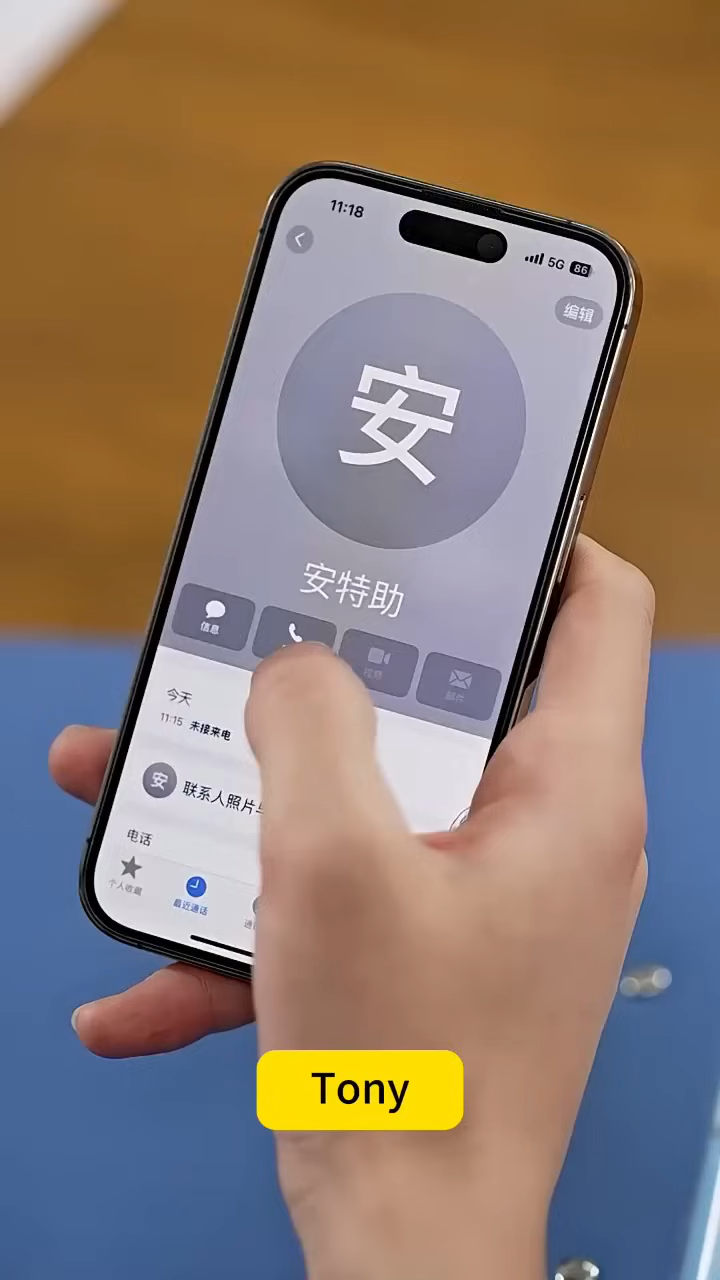 11:18
5G 86
编辑
安
安特助
信息
视频
邮件
今天
11:15 未接来电
安 联系人照片
电话
个人收藏
最近通话
通
Tony